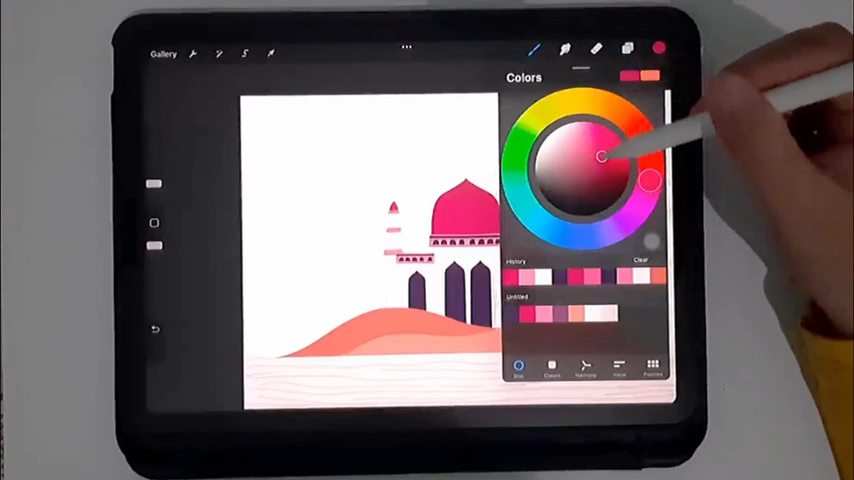 Gallery
Colors
History Clear
Untitled
Disc Classic Harmony Value Palettes